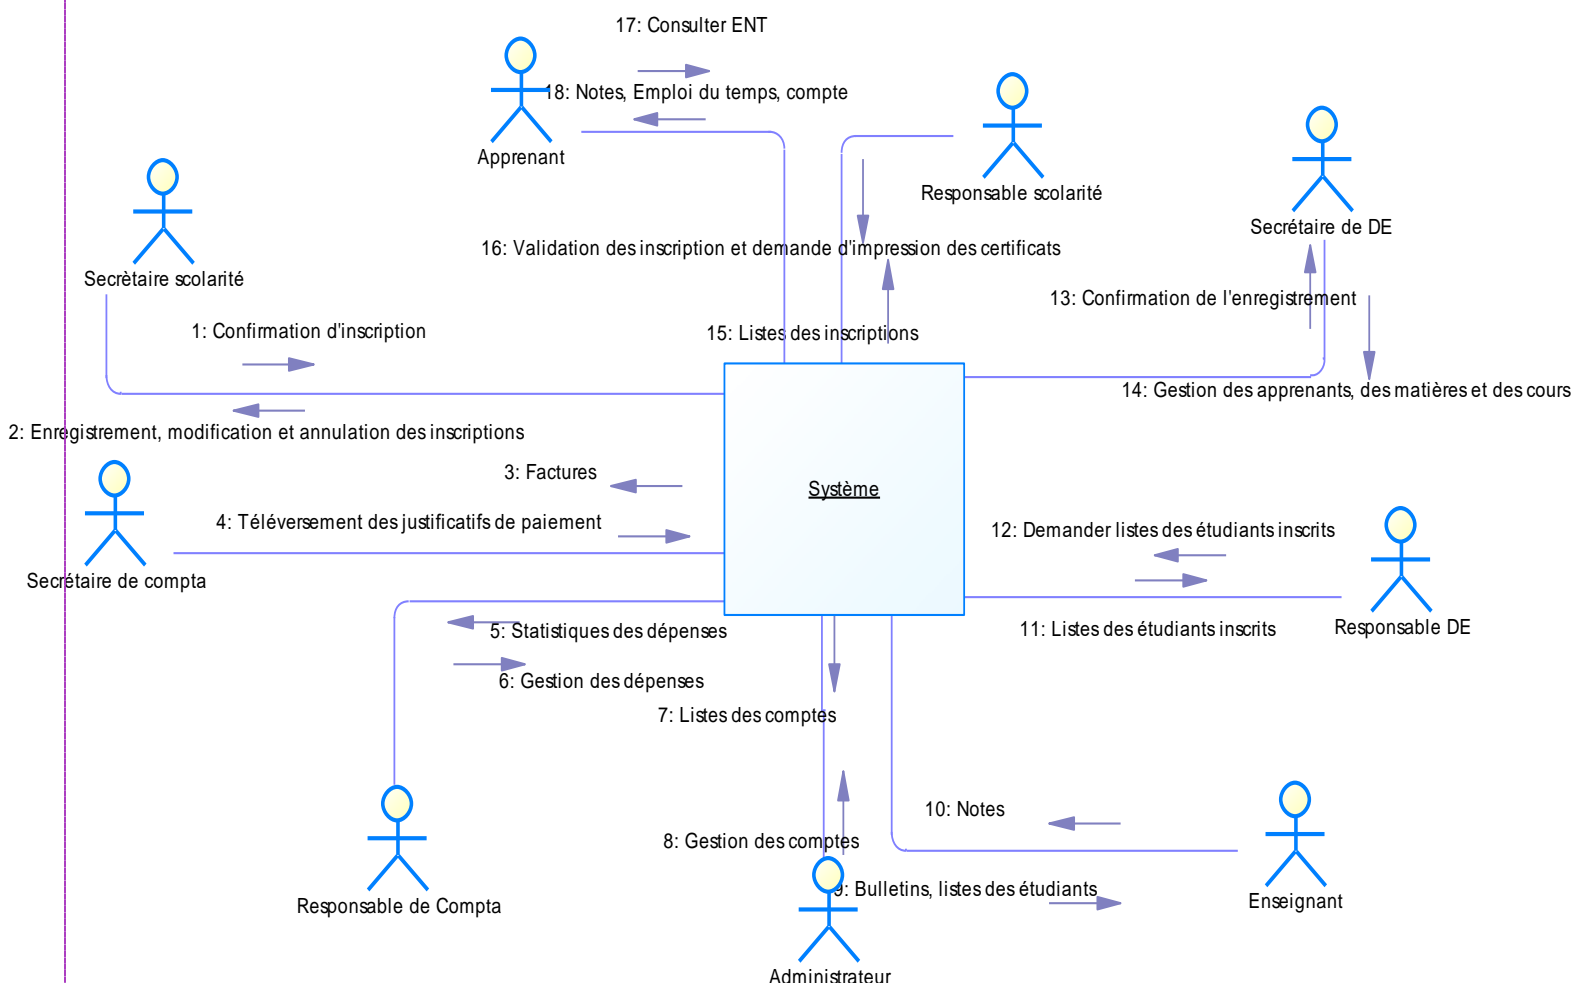 17: Consulter ENT
18: Notes, Emploi du temps, compte
Apprenant
Responsable scolarité
Secrétaire de DE
16: Validation des inscription et demande d'impression des certificats
Secrètaire scolarité
13: Confirmation de l'enregistrement
1: Confirmation d'inscription
15: Listes des inscriptions
14: Gestion des apprenants, des matières et des cours
2: Enregistrement, modification et annulation des inscriptions
3: Factures
Système
4: Téléversement des justificatifs de paiement
12: Demander listes des étudiants inscrits
Secrétaire de compta
5: Statistiques des dépenses
11: Listes des étudiants inscrits
Responsable DE
6: Gestion des dépenses
7: Listes des comptes
10: Notes
8: Gestion des comptes
9: Bulletins, listes des étudiants
Enseignant
Responsable de Compta
Administrateur